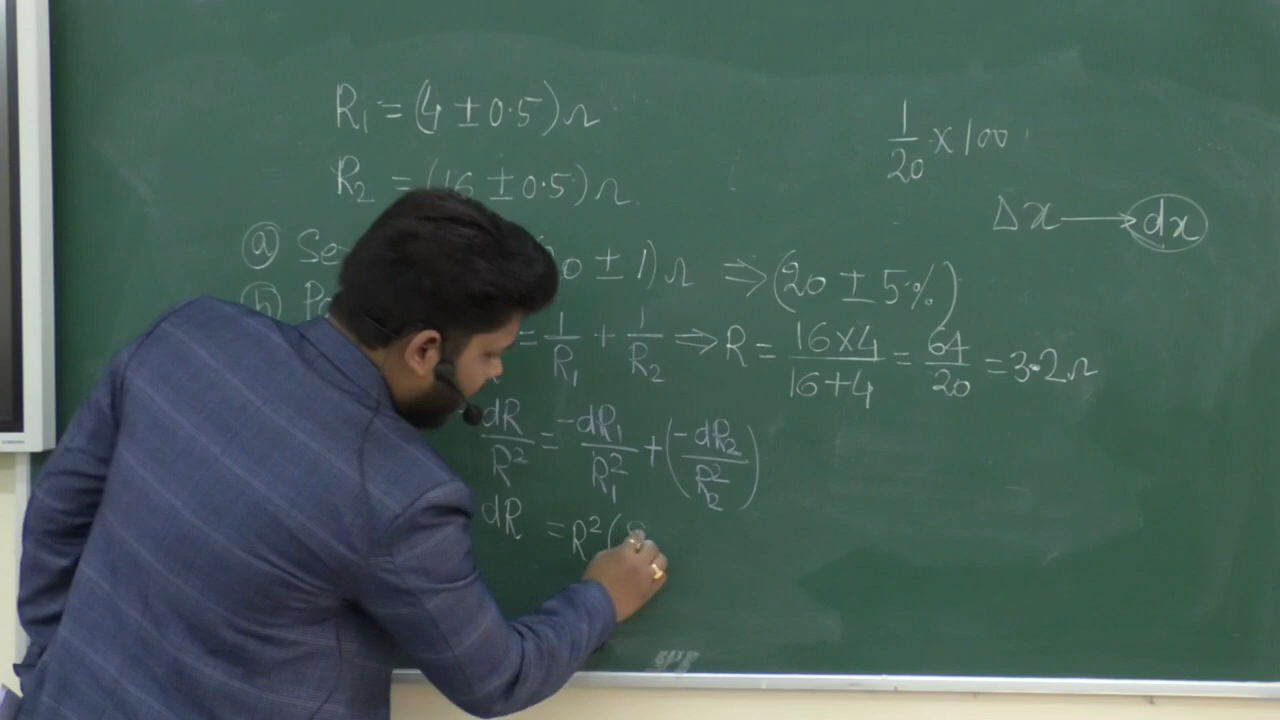 R₁ = (4 ± 0.5) Ω
R₂ = (16 ± 0.5) Ω
1/20 × 100
Δx → dx
(a) Se
0 ± 1) Ω ⇒ (20 ± 5%)
(b) P
= 1/R₁ + 1/R₂ ⇒ R = 16×4/16+4 = 64/20 = 3.2 Ω
dR/R² = -dR₁/R₁² + (-dR₂/R₂²)
dR = R² (